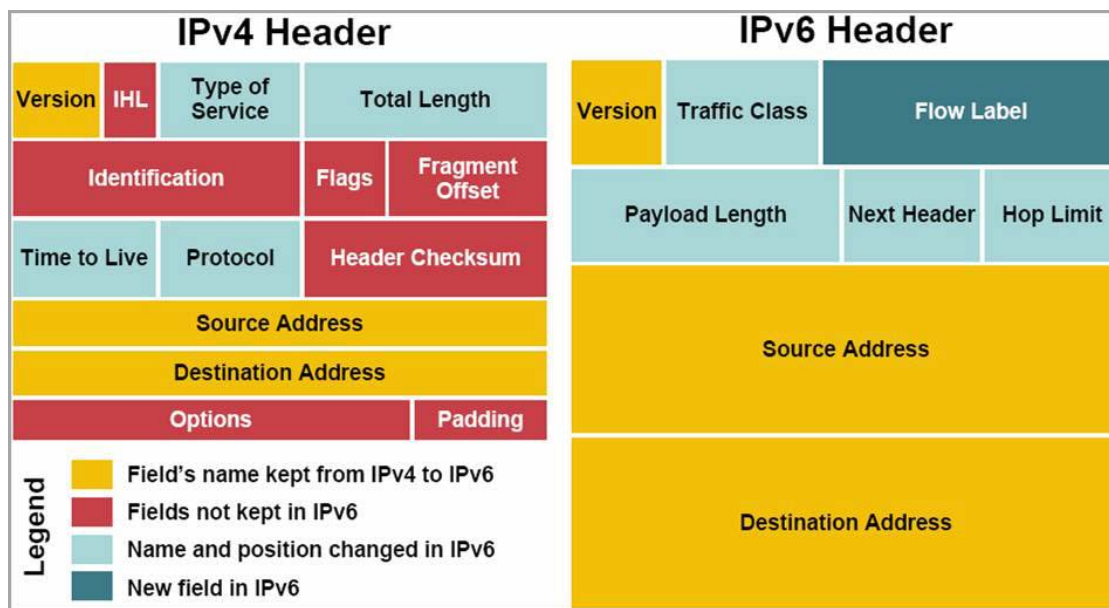 IPv4 Header
Version
IHL
Type of
Service
Total Length
Identification
Flags
Fragment
Offset
Time to Live
Protocol
Header Checksum
Source Address
Destination Address
Options
Padding
Legend
Field's name kept from IPv4 to IPv6
Fields not kept in IPv6
Name and position changed in IPv6
New field in IPv6
IPv6 Header
Version
Traffic Class
Flow Label
Payload Length
Next Header
Hop Limit
Source Address
Destination Address